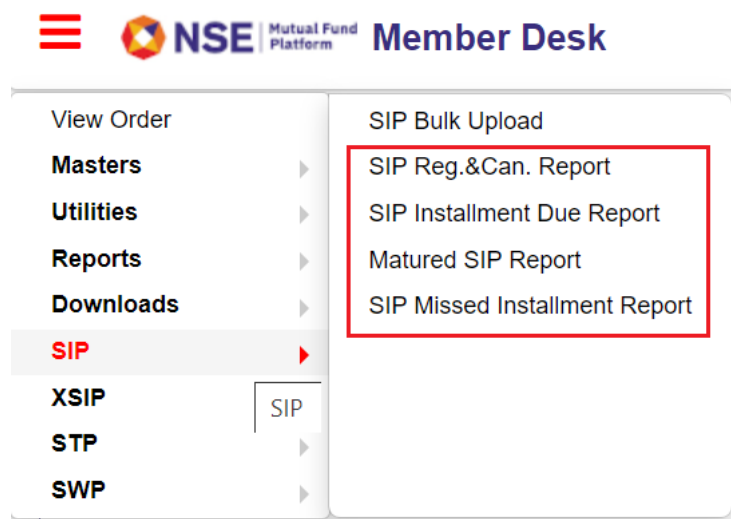 NSE Mutual Fund Platform Member Desk
View Order
Masters
Utilities
Reports
Downloads
SIP
XSIP
STP
SWP
SIP
SIP Bulk Upload
SIP Reg.&Can. Report
SIP Installment Due Report
Matured SIP Report
SIP Missed Installment Report